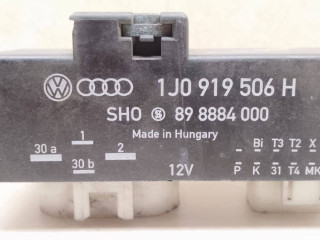 1J0 919 506 H
SHO 89 8884 000
Made in Hungary
30 a 1 2
30 b
12V
Bi T3 T2 X
P K 31 T4 MK